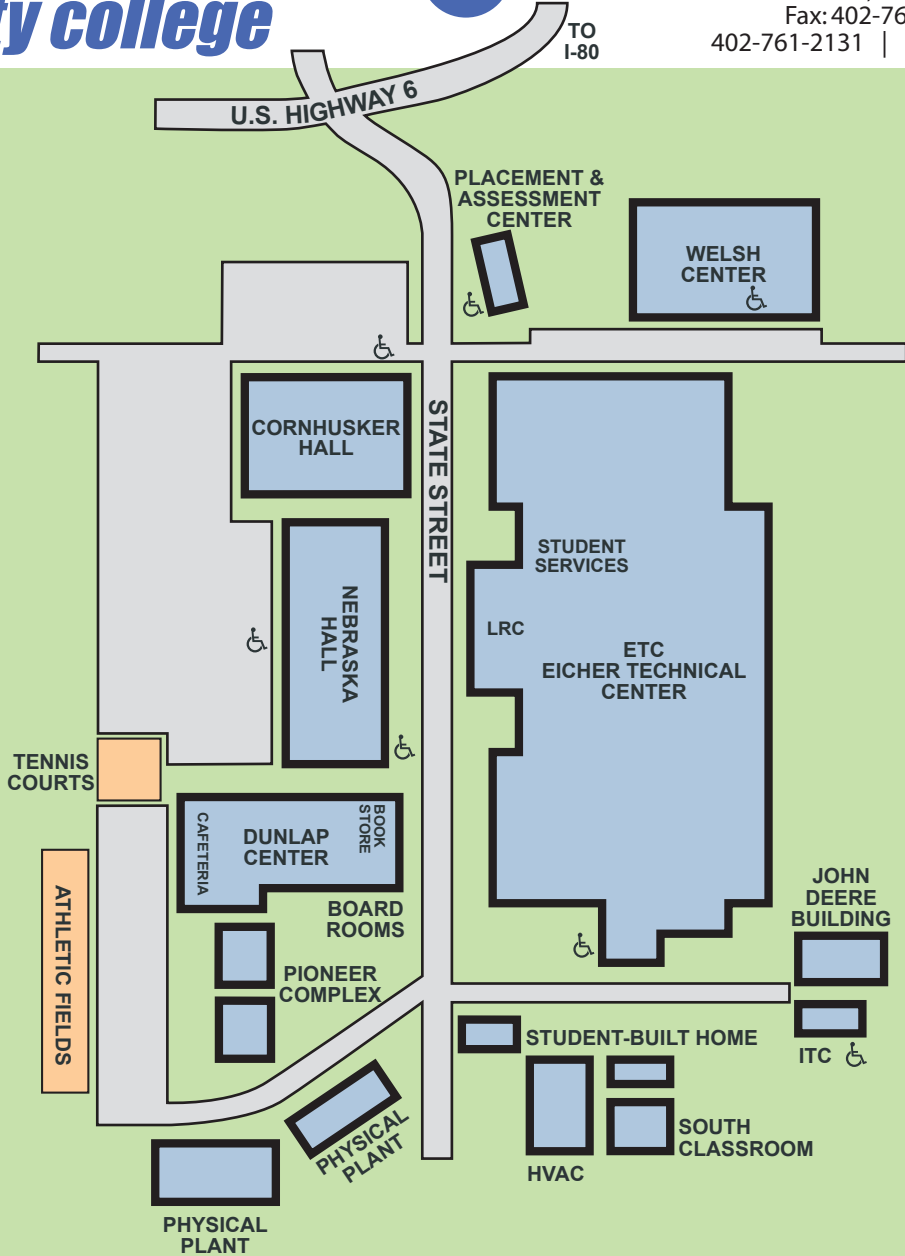 ty college
Fax: 402-76
402-761-2131 |
TO
I-80
U.S. HIGHWAY 6
PLACEMENT &
ASSESSMENT
CENTER
WELSH
CENTER
CORNHUSKER
HALL
STATE STREET
STUDENT
SERVICES
NEBRASKA
HALL
LRC
ETC
EICHER TECHNICAL
CENTER
TENNIS
COURTS
CAFETERIA
DUNLAP
CENTER
BOOK
STORE
BOARD
ROOMS
JOHN
DEERE
BUILDING
ATHLETIC FIELDS
PIONEER
COMPLEX
STUDENT-BUILT HOME
ITC
PHYSICAL
PLANT
SOUTH
CLASSROOM
HVAC
PHYSICAL
PLANT